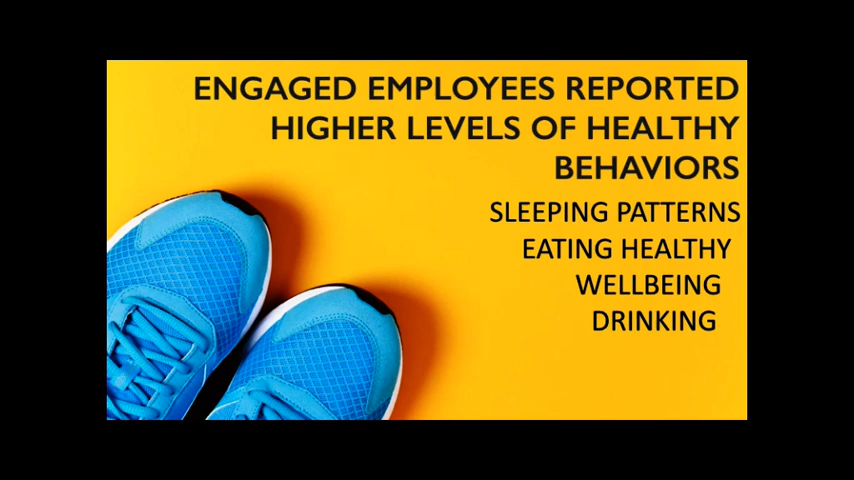 ENGAGED EMPLOYEES REPORTED
HIGHER LEVELS OF HEALTHY
BEHAVIORS
SLEEPING PATTERNS
EATING HEALTHY
WELLBEING
DRINKING